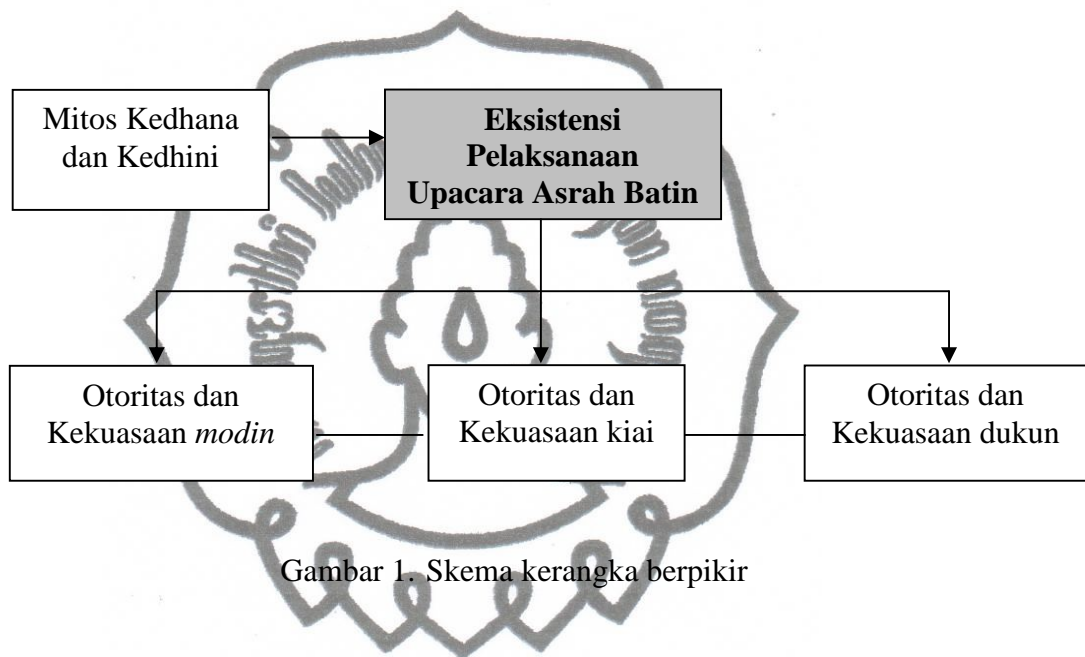 Mitos Kedhana
dan Kedhini
Eksistensi
Pelaksanaan
Upacara Asrah Batin
Otoritas dan
Kekuasaan modin
Otoritas dan
Kekuasaan kiai
Otoritas dan
Kekuasaan dukun
Gambar 1. Skema kerangka berpikir